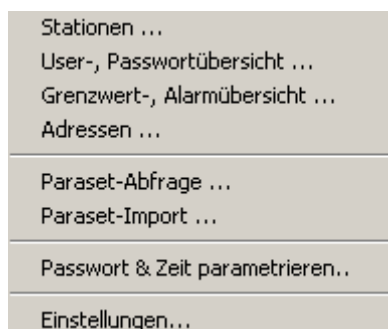 Stationen ...
User-, Passwortübersicht ...
Grenzwert-, Alarmübersicht ...
Adressen ...
Paraset-Abfrage ...
Paraset-Import ...
Passwort & Zeit parametrieren..
Einstellungen...